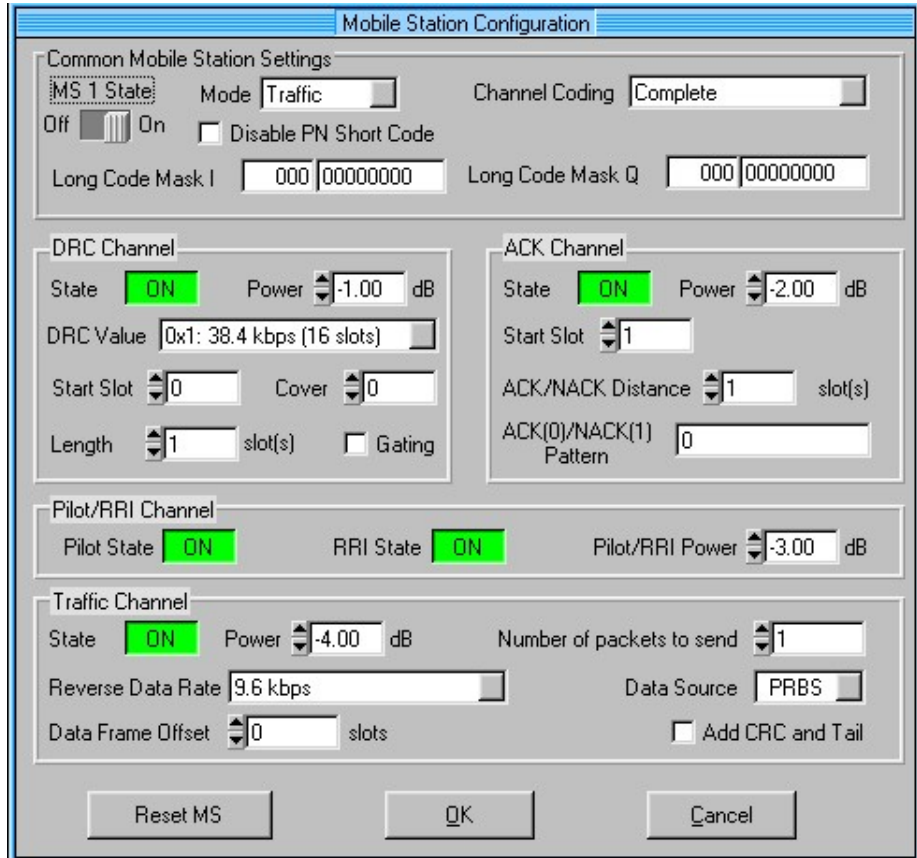 Mobile Station Configuration
Common Mobile Station Settings
MS 1 State
Mode Traffic
Channel Coding Complete
Off On
Disable PN Short Code
Long Code Mask I 000 00000000
Long Code Mask Q 000 00000000
DRC Channel
State ON Power -1.00 dB
DRC Value 0x1: 38.4 kbps (16 slots)
Start Slot 0 Cover 0
Length 1 slot(s) Gating
ACK Channel
State ON Power -2.00 dB
Start Slot 1
ACK/NACK Distance 1 slot(s)
ACK(0)/NACK(1) 0
Pattern
Pilot/RRI Channel
Pilot State ON RRI State ON Pilot/RRI Power -3.00 dB
Traffic Channel
State ON Power -4.00 dB Number of packets to send 1
Reverse Data Rate 9.6 kbps Data Source PRBS
Data Frame Offset 0 slots Add CRC and Tail
Reset MS OK Cancel